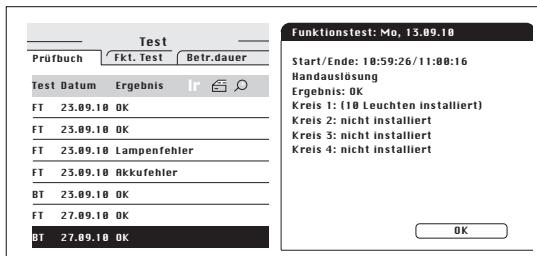 Test
Prüfbuch Fkt. Test Betr.dauer
Test Datum Ergebnis Ir
FT 23.09.10 OK
FT 23.09.10 OK
FT 23.09.10 Lampenfehler
FT 23.09.10 Akkufehler
BT 23.09.10 OK
FT 27.09.10 OK
BT 27.09.10 OK
Funktionstest: Mo, 13.09.10
Start/Ende: 10:59:26/11:00:16
Handauslösung
Ergebnis: OK
Kreis 1: (10 Leuchten installiert)
Kreis 2: nicht installiert
Kreis 3: nicht installiert
Kreis 4: nicht installiert
OK